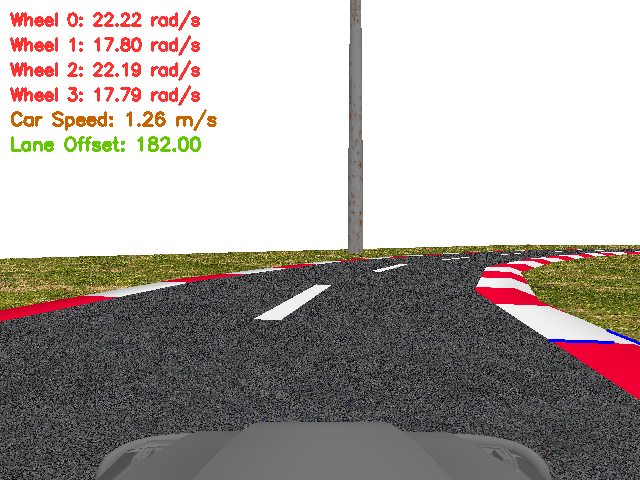 Wheel 0: 22.22 rad/s
Wheel 1: 17.80 rad/s
Wheel 2: 22.19 rad/s
Wheel 3: 17.79 rad/s
Car Speed: 1.26 m/s
Lane Offset: 182.00